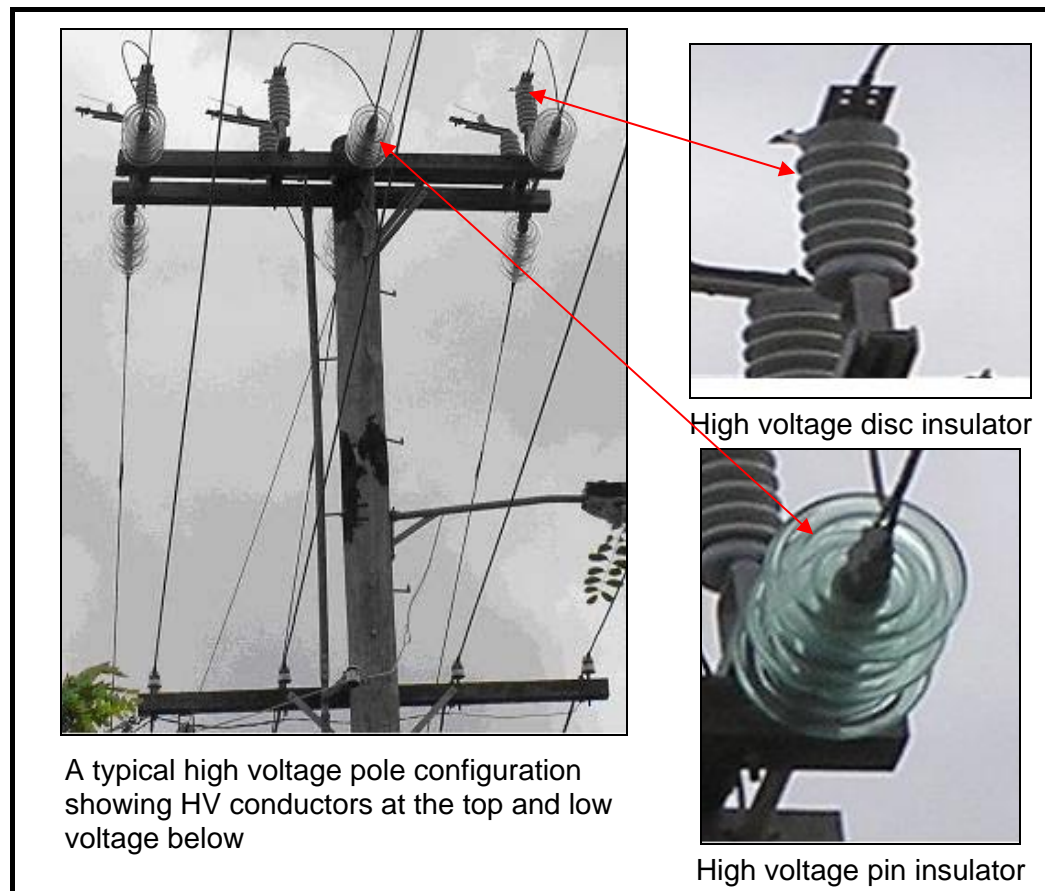 High voltage disc insulator
A typical high voltage pole configuration
showing HV conductors at the top and low
voltage below
High voltage pin insulator